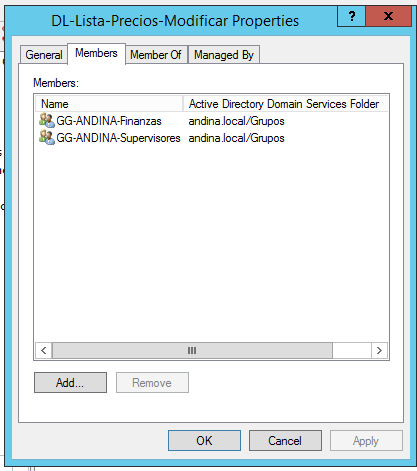 DL-Lista-Precios-Modificar Properties
? x
General Members Member Of Managed By
Members:
Name Active Directory Domain Services Folder
GG-ANDINA-Finanzas andina.local/Grupos
GG-ANDINA-Supervisores andina.local/Grupos
Add... Remove
OK Cancel Apply